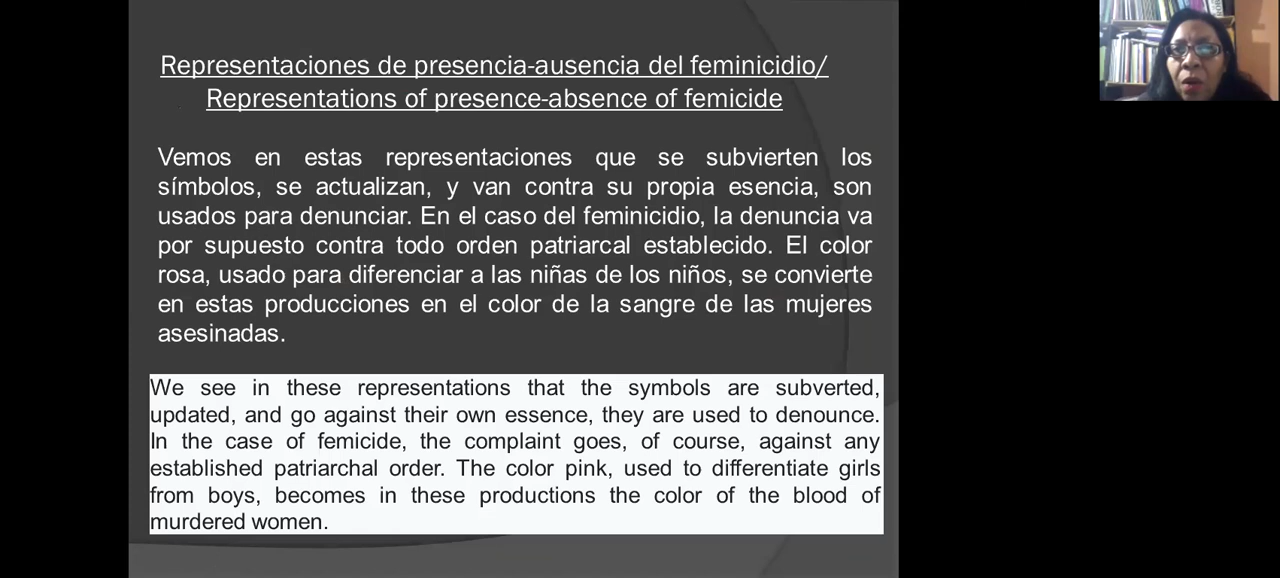 Representaciones de presencia-ausencia del feminicidio/
Representations of presence-absence of femicide
Vemos en estas representaciones que se subvierten los
símbolos, se actualizan, y van contra su propia esencia, son
usados para denunciar. En el caso del feminicidio, la denuncia va
por supuesto contra todo orden patriarcal establecido. El color
rosa, usado para diferenciar a las niñas de los niños, se convierte
en estas producciones en el color de la sangre de las mujeres
asesinadas.
We see in these representations that the symbols are subverted,
updated, and go against their own essence, they are used to denounce.
In the case of femicide, the complaint goes, of course, against any
established patriarchal order. The color pink, used to differentiate girls
from boys, becomes in these productions the color of the blood of
murdered women.